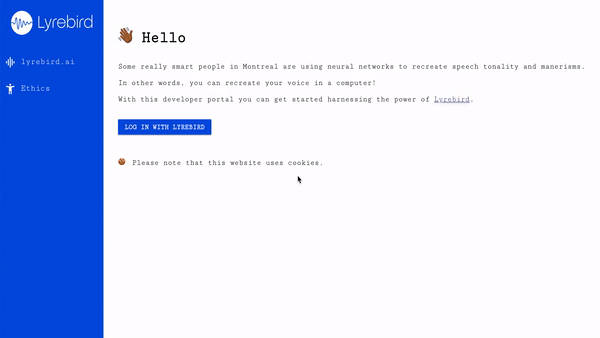 Lyrebird
lyrebird.ai
Ethics
Hello
Some really smart people in Montreal are using neural networks to recreate speech tonality and manerisms.
In other words, you can recreate your voice in a computer!
With this developer portal you can get started harnessing the power of Lyrebird.
LOG IN WITH LYREBIRD
Please note that this website uses cookies.